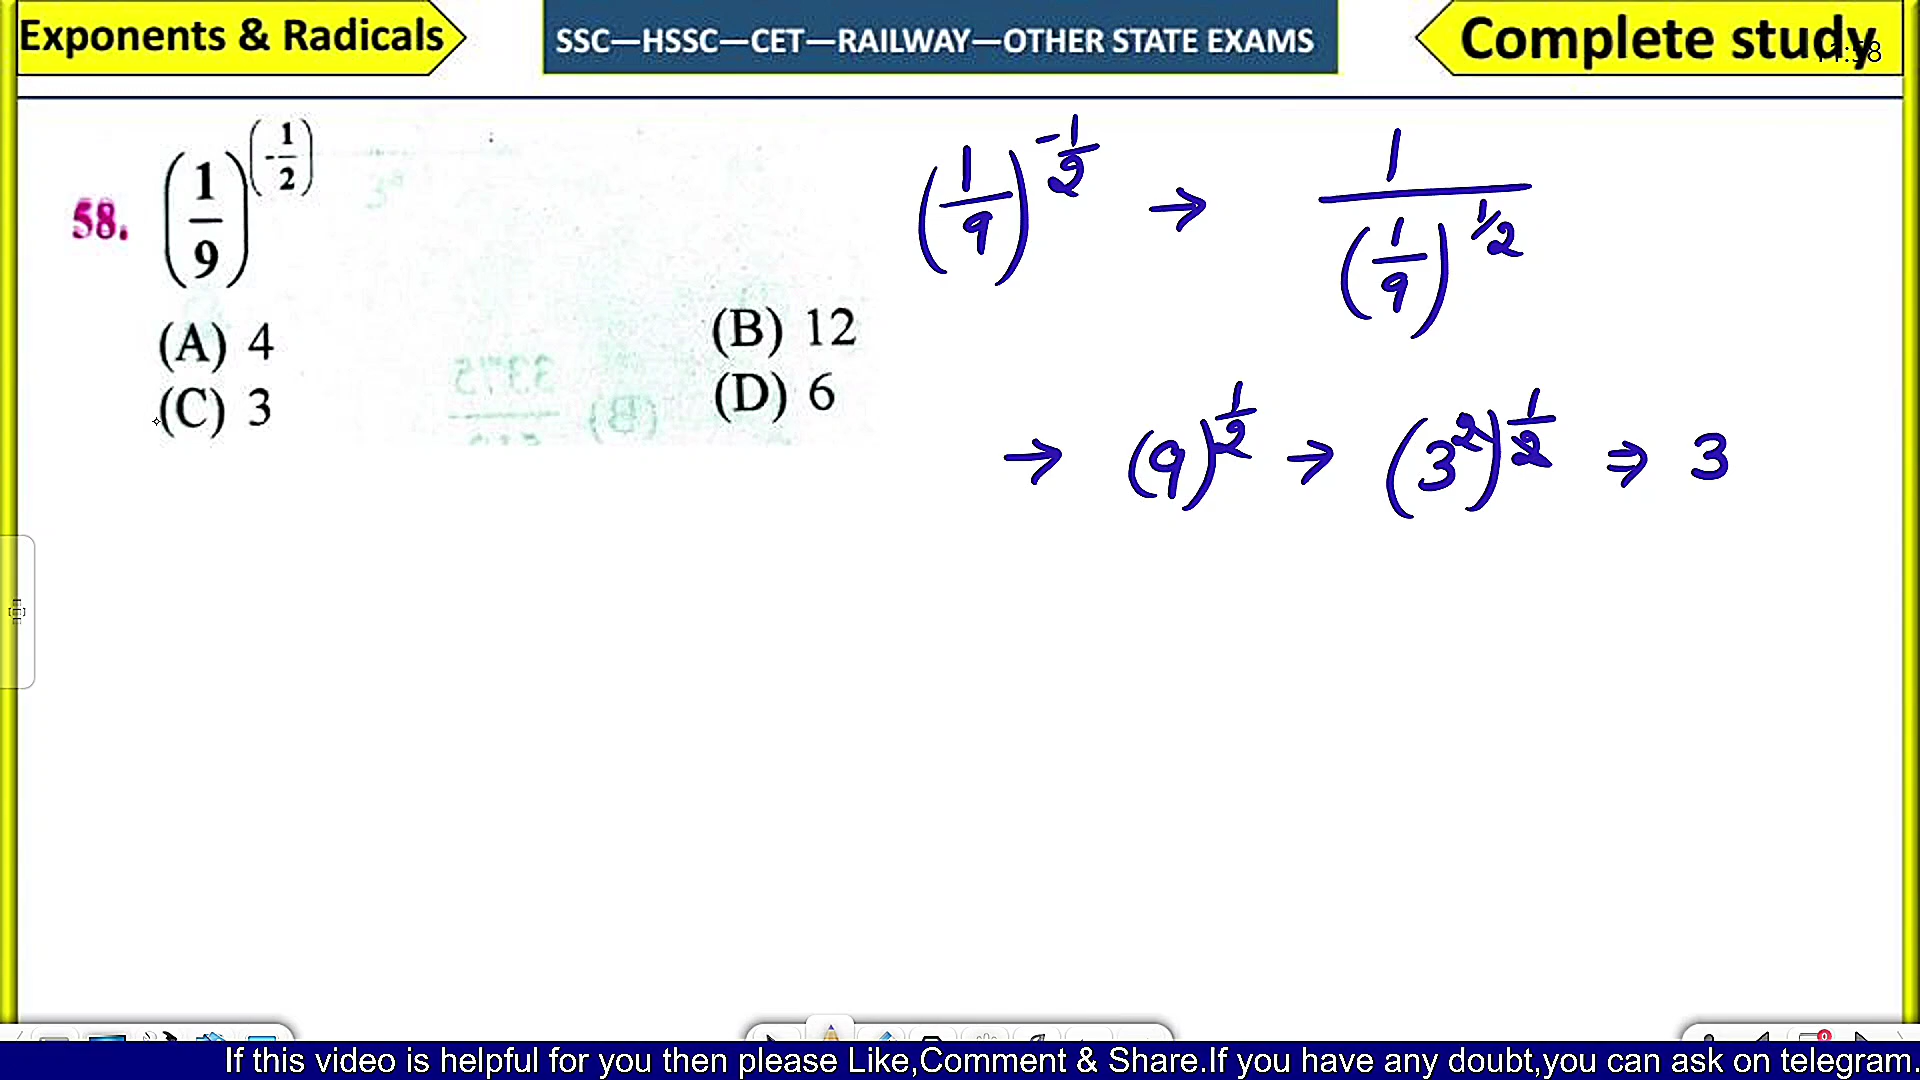 Exponents & Radicals
SSC—HSSC—CET—RAILWAY—OTHER STATE EXAMS
Complete study
58. (1/9)^(-1/2)
(A) 4 (B) 12
(C) 3 (D) 6
(1/9)^-1/2 → 1/(1/9)^1/2
→ (9)^1/2 → (3^2)^1/2 ⇒ 3
If this video is helpful for you then please Like,Comment & Share.If you have any doubt,you can ask on telegram.